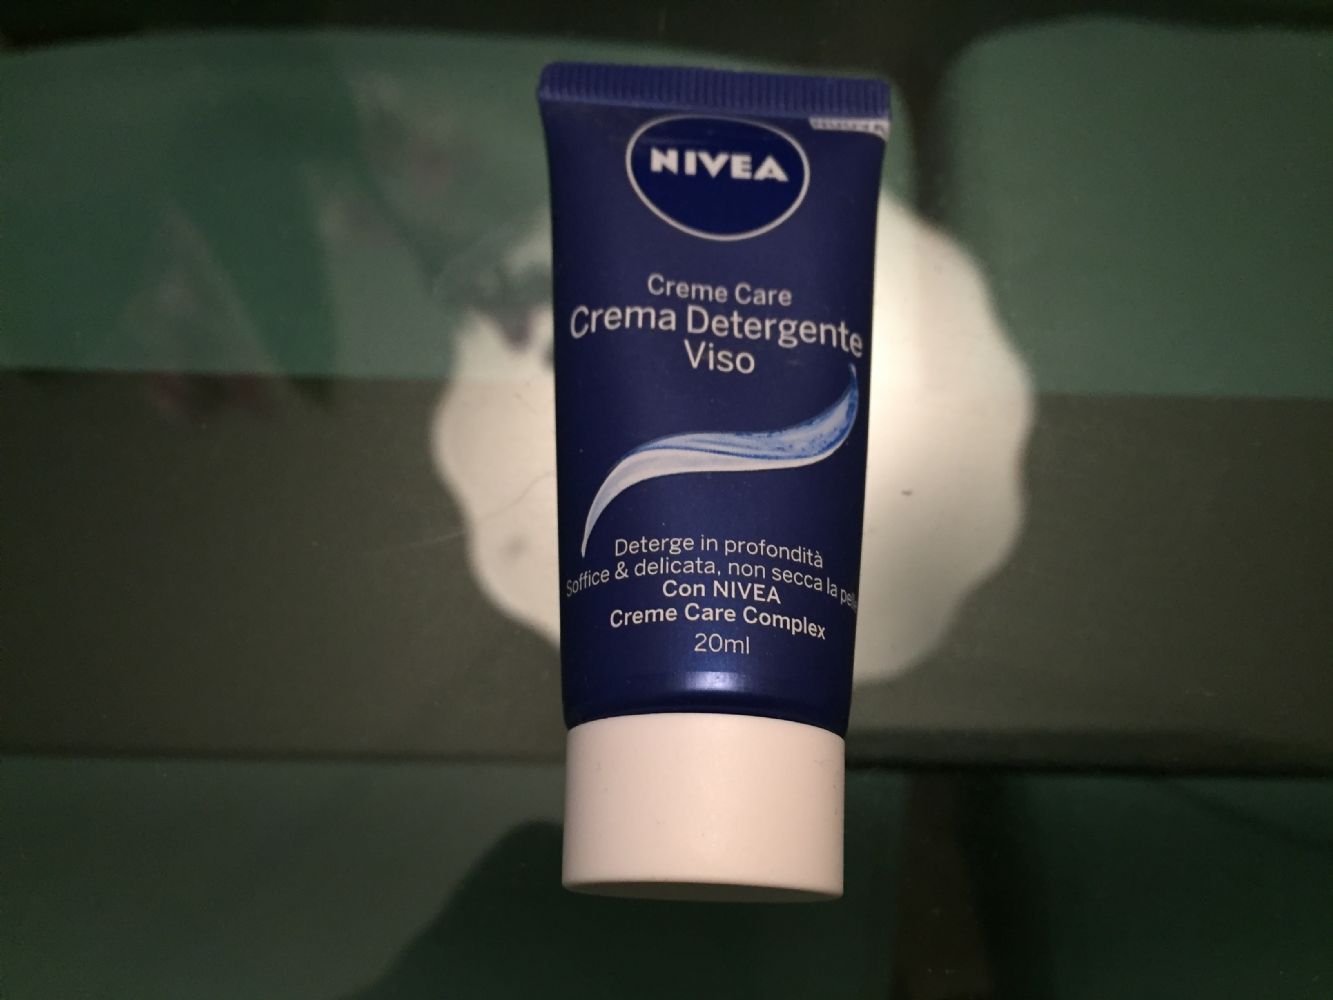 NIVEA
Creme Care
Crema Detergente
Viso
Deterge in profondità
Soffice & delicata, non secca la pelle
Con NIVEA
Creme Care Complex
20ml